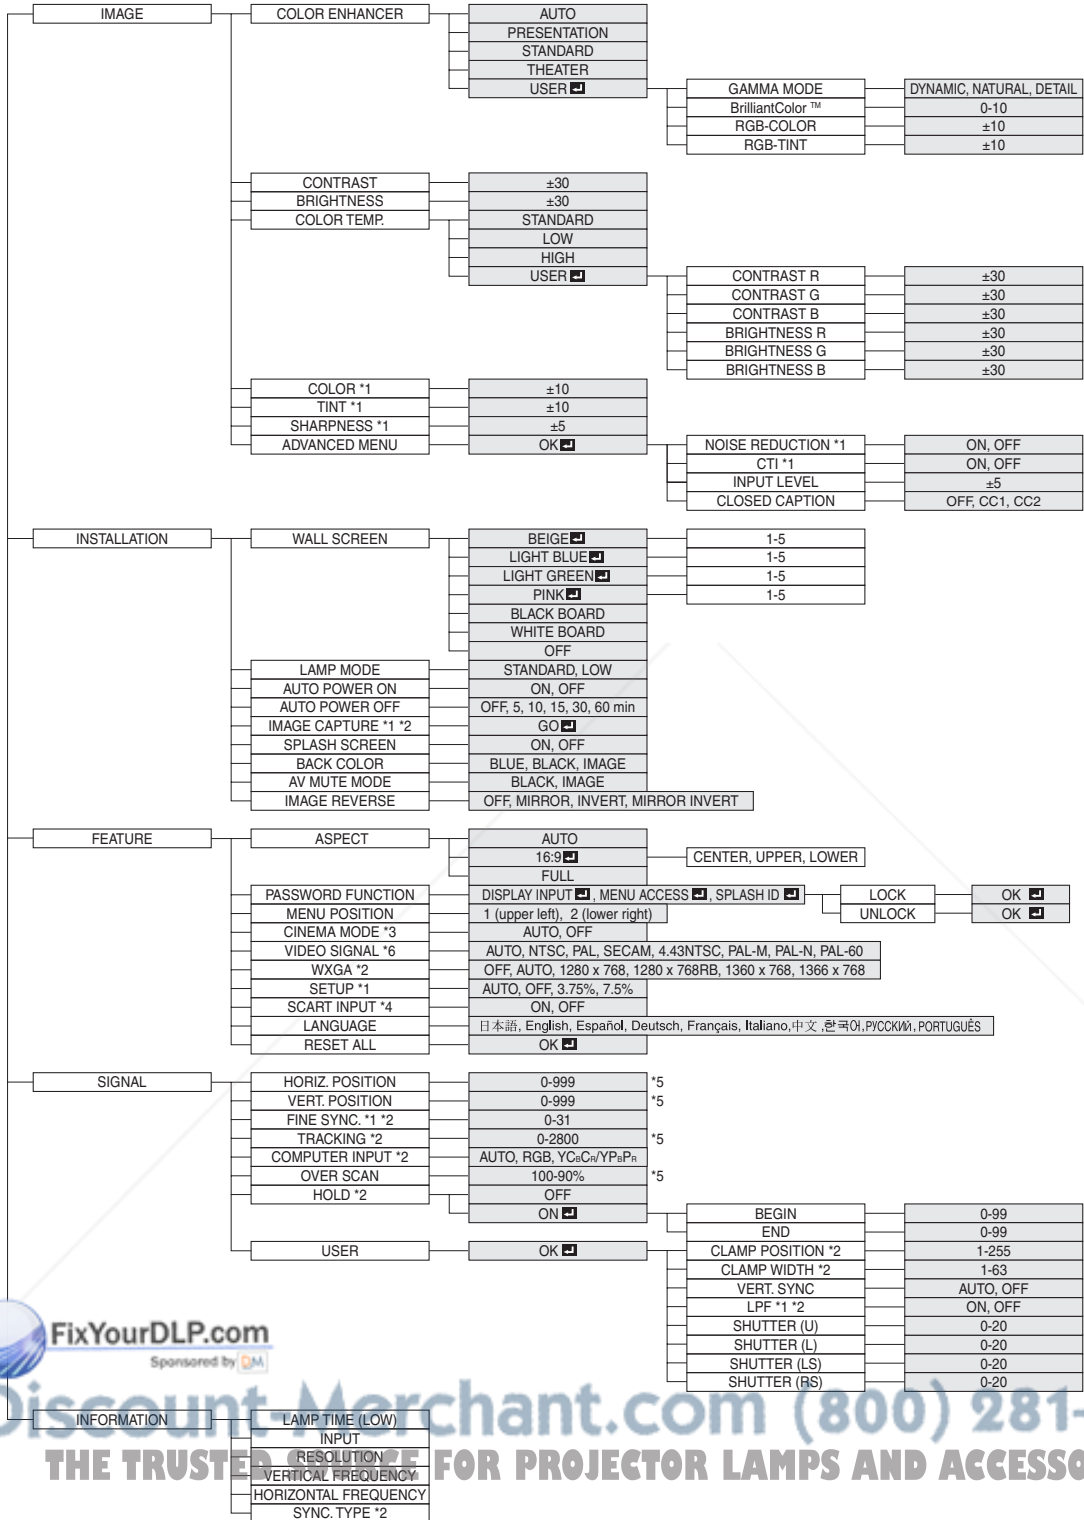 IMAGE COLOR ENHANCER AUTO
PRESENTATION
STANDARD
THEATER
USER GAMMA MODE DYNAMIC, NATURAL, DETAIL
BrilliantColor ™ 0-10
RGB-COLOR ±10
RGB-TINT ±10
CONTRAST ±30
BRIGHTNESS ±30
COLOR TEMP. STANDARD
LOW
HIGH
USER CONTRAST R ±30
CONTRAST G ±30
CONTRAST B ±30
BRIGHTNESS R ±30
BRIGHTNESS G ±30
BRIGHTNESS B ±30
COLOR *1 ±10
TINT *1 ±10
SHARPNESS *1 ±5
ADVANCED MENU OK NOISE REDUCTION *1 ON, OFF
CTI *1 ON, OFF
INPUT LEVEL ±5
CLOSED CAPTION OFF, CC1, CC2
INSTALLATION WALL SCREEN BEIGE 1-5
LIGHT BLUE 1-5
LIGHT GREEN 1-5
PINK 1-5
BLACK BOARD
WHITE BOARD
OFF
LAMP MODE STANDARD, LOW
AUTO POWER ON ON, OFF
AUTO POWER OFF OFF, 5, 10, 15, 30, 60 min
IMAGE CAPTURE *1 *2 GO
SPLASH SCREEN ON, OFF
BACK COLOR BLUE, BLACK, IMAGE
AV MUTE MODE BLACK, IMAGE
IMAGE REVERSE OFF, MIRROR, INVERT, MIRROR INVERT
FEATURE ASPECT AUTO
16:9 CENTER, UPPER, LOWER
FULL
PASSWORD FUNCTION DISPLAY INPUT , MENU ACCESS , SPLASH ID LOCK OK
MENU POSITION 1 (upper left), 2 (lower right) UNLOCK OK
CINEMA MODE *3 AUTO, OFF
VIDEO SIGNAL *6 AUTO, NTSC, PAL, SECAM, 4.43NTSC, PAL-M, PAL-N, PAL-60
WXGA *2 OFF, AUTO, 1280 x 768, 1280 x 768RB, 1360 x 768, 1366 x 768
SETUP *1 AUTO, OFF, 3.75%, 7.5%
SCART INPUT *4 ON, OFF
LANGUAGE 日本語, English, Español, Deutsch, Français, Italiano,中文 ,한국어,РУССКИЙ, PORTUGUÊS
RESET ALL OK
SIGNAL HORIZ. POSITION 0-999 *5
VERT. POSITION 0-999 *5
FINE SYNC. *1 *2 0-31
TRACKING *2 0-2800 *5
COMPUTER INPUT *2 AUTO, RGB, YCBCR/YPBPR
OVER SCAN 100-90% *5
HOLD *2 OFF
ON BEGIN 0-99
END 0-99
USER OK CLAMP POSITION *2 1-255
CLAMP WIDTH *2 1-63
VERT. SYNC AUTO, OFF
LPF *1 *2 ON, OFF
SHUTTER (U) 0-20
SHUTTER (L) 0-20
SHUTTER (LS) 0-20
SHUTTER (RS) 0-20
FixYourDLP.com
Sponsored by DM
Discount-Merchant.com (800) 281-
INFORMATION LAMP TIME (LOW)
INPUT
RESOLUTION
THE TRUSTED SOURCE FOR PROJECTOR LAMPS AND ACCESSO
VERTICAL FREQUENCY
HORIZONTAL FREQUENCY
SYNC. TYPE *2